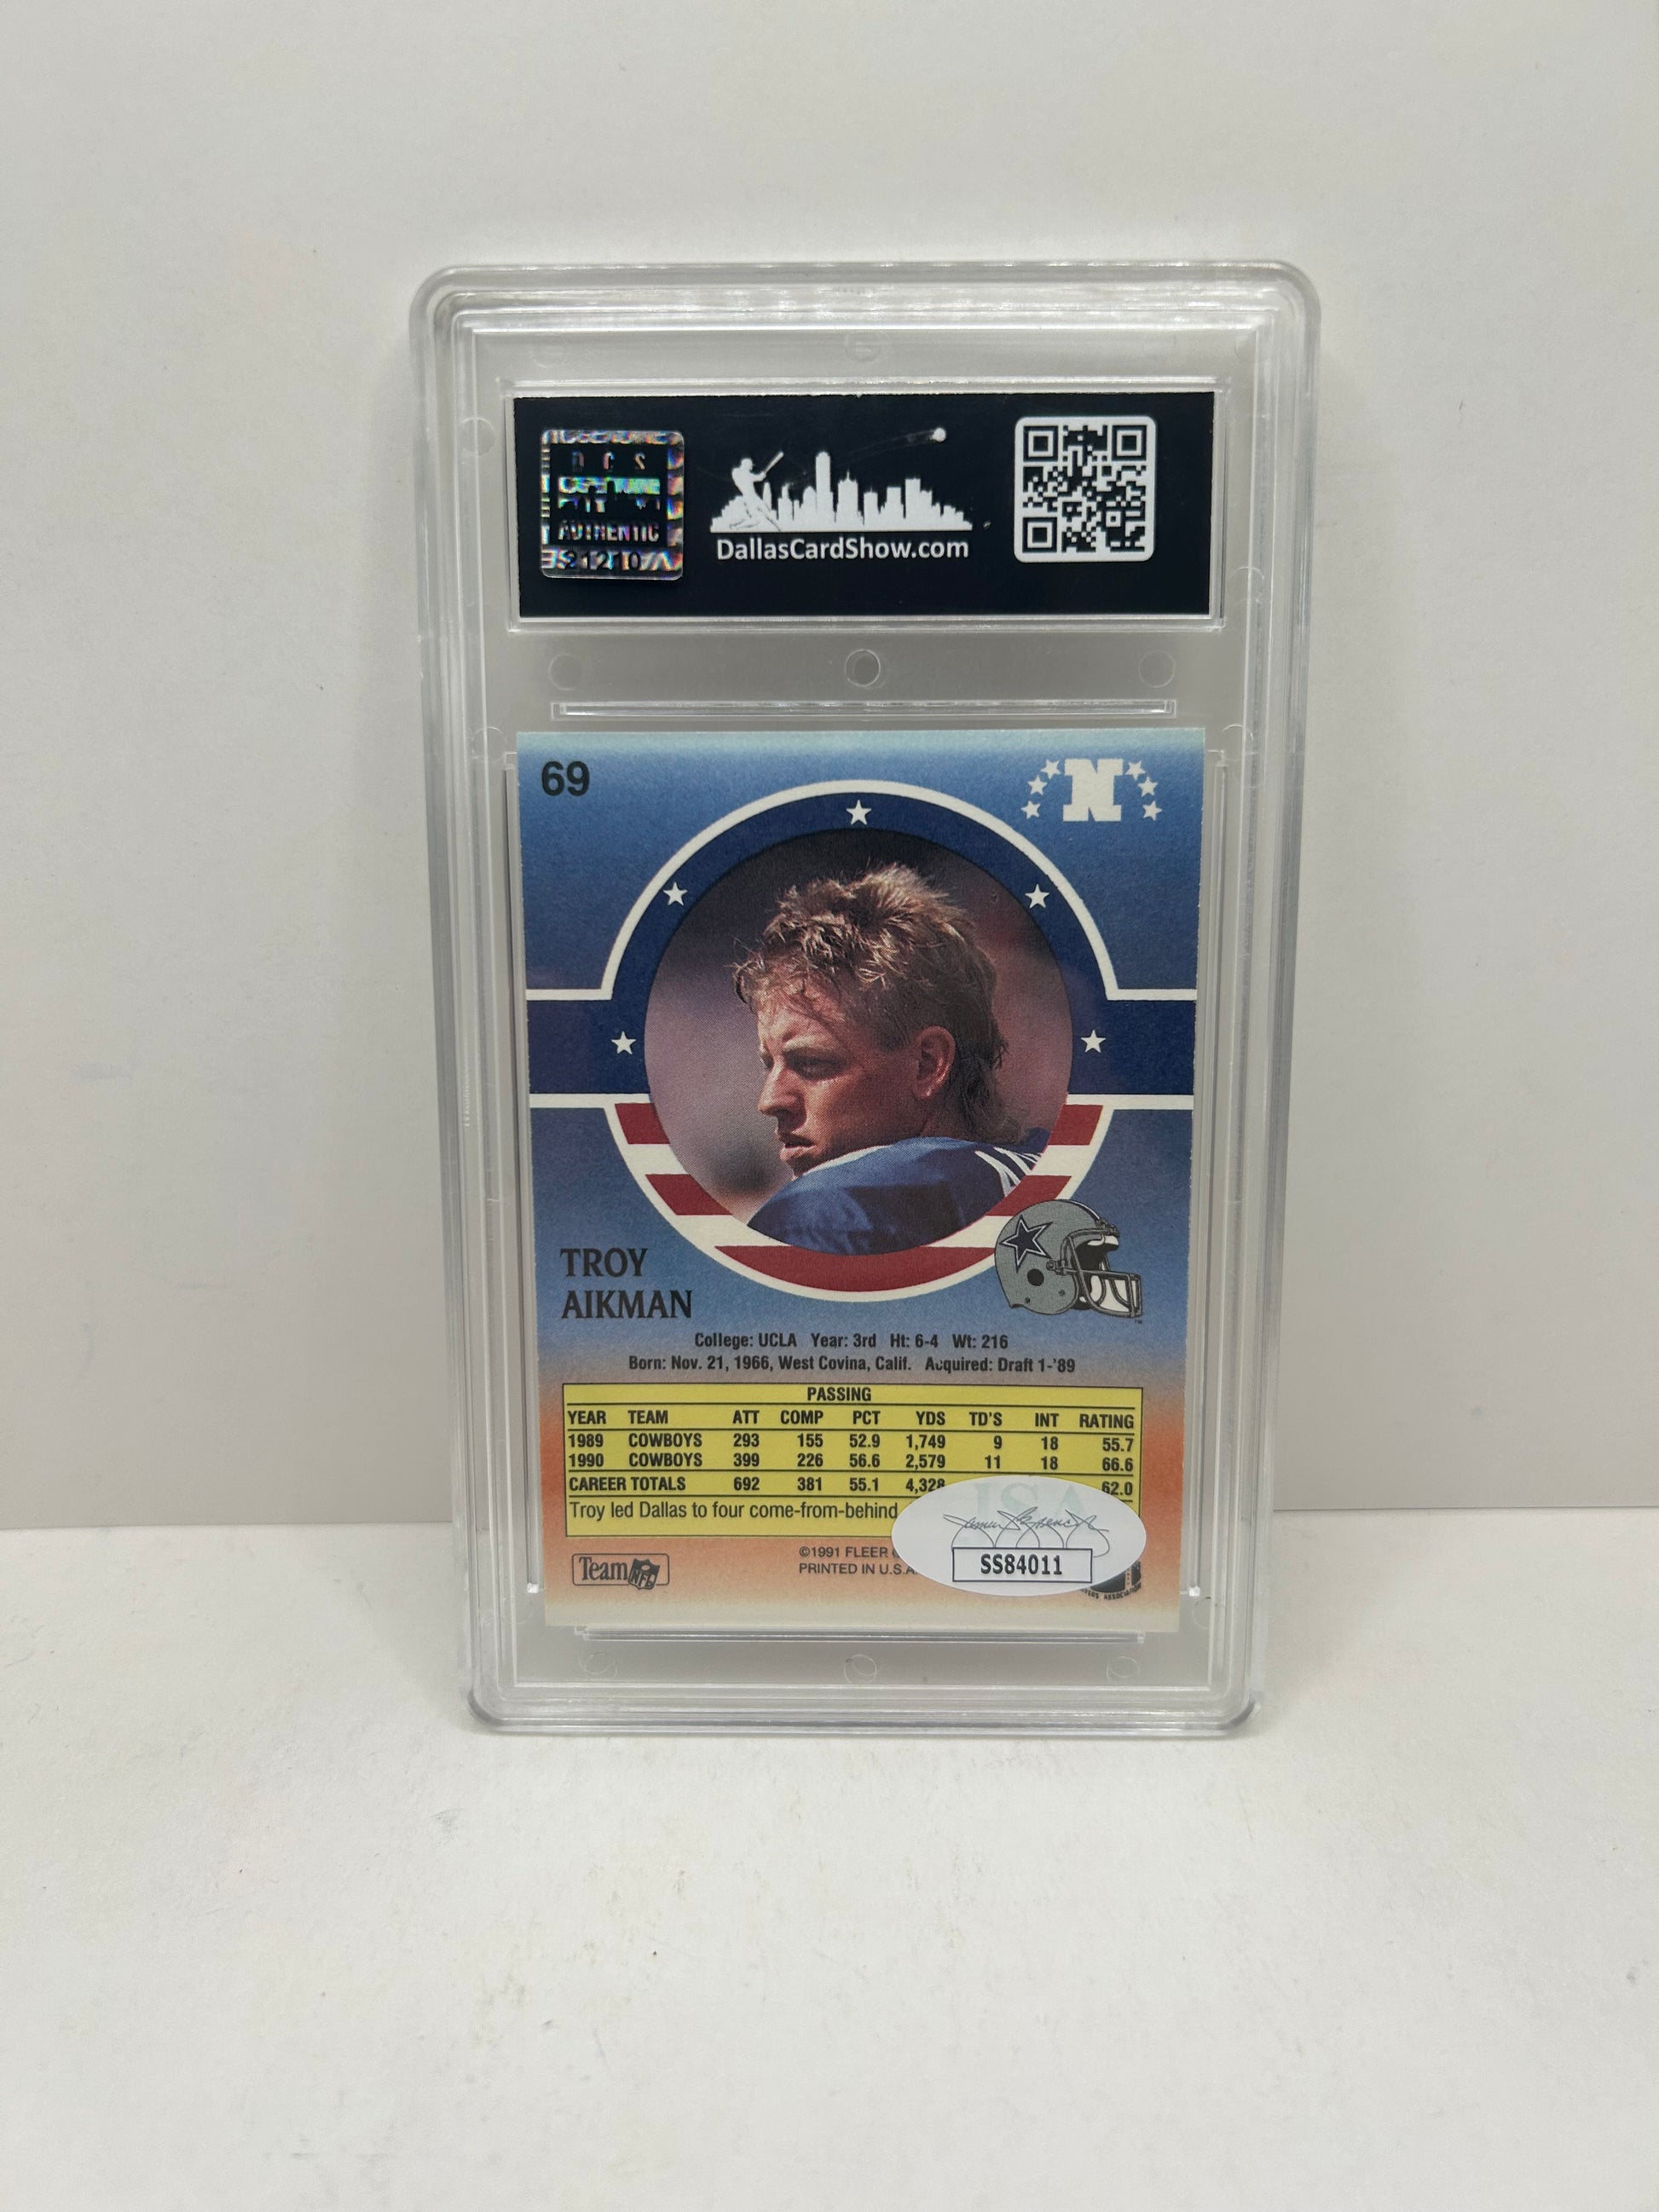 D C S
AUTHENTIC
21210
DallasCardShow.com
69
N
TROY
AIKMAN
College: UCLA Year: 3rd Ht: 6-4 Wt: 216
Born: Nov. 21, 1966, West Covina, Calif. Acquired: Draft 1-'89
PASSING
YEAR TEAM ATT COMP PCT YDS TD'S INT RATING
1989 COWBOYS 293 155 52.9 1,749 9 18 55.7
1990 COWBOYS 399 226 56.6 2,579 11 18 66.6
CAREER TOTALS 692 381 55.1 4,328 62.0
Troy led Dallas to four come-from-behind
JSA
SS84011
Team NFL
©1991 FLEER
PRINTED IN U.S.A.